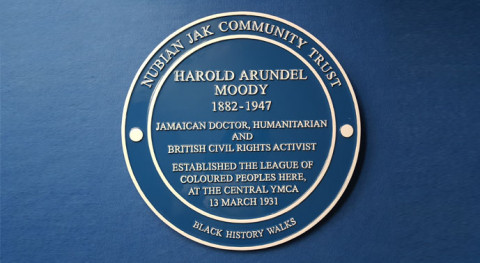 NUBIAN JAK COMMUNITY TRUST
HAROLD ARUNDEL
MOODY
1882-1947
JAMAICAN DOCTOR, HUMANITARIAN
AND
BRITISH CIVIL RIGHTS ACTIVIST
ESTABLISHED THE LEAGUE OF
COLOURED PEOPLES HERE,
AT THE CENTRAL YMCA
13 MARCH 1931
BLACK HISTORY WALKS